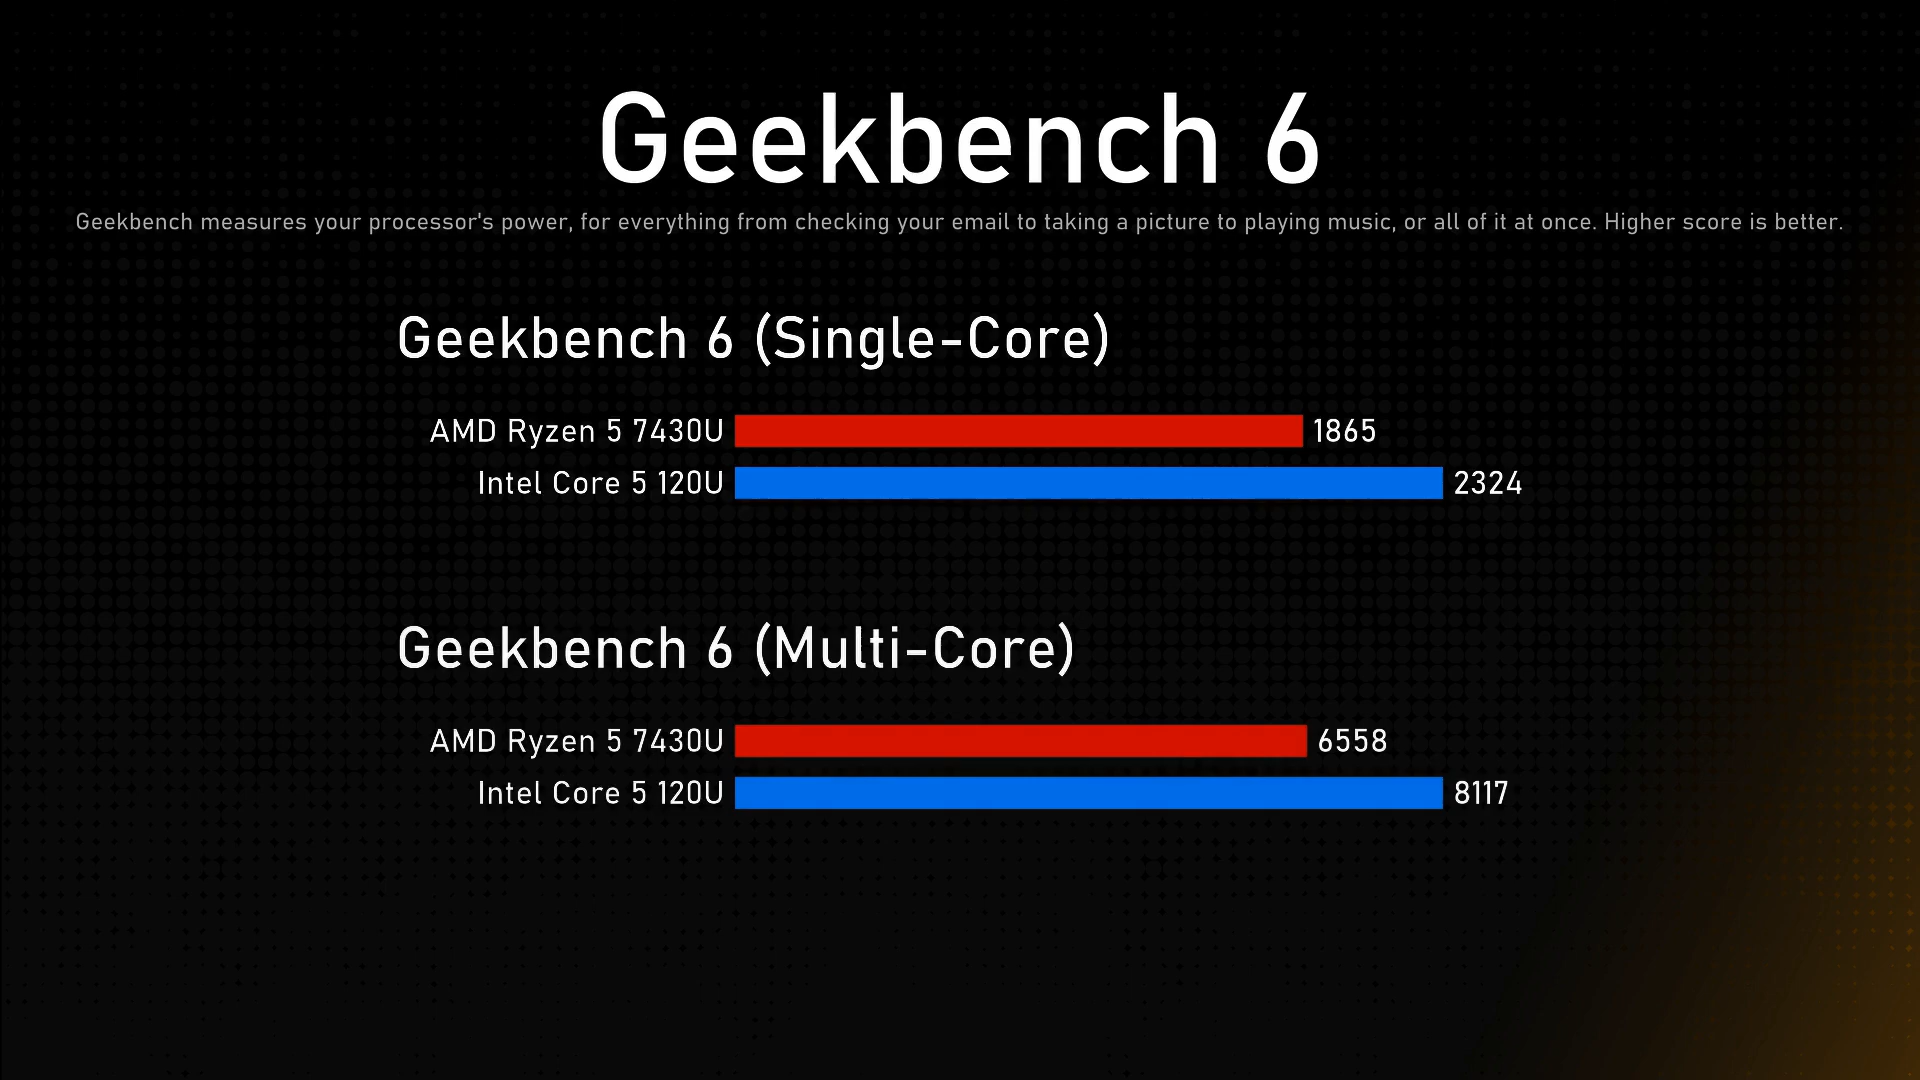 Geekbench 6
Geekbench measures your processor's power, for everything from checking your email to taking a picture to playing music, or all of it at once. Higher score is better.
Geekbench 6 (Single-Core)
AMD Ryzen 5 7430U 1865
Intel Core 5 120U 2324
Geekbench 6 (Multi-Core)
AMD Ryzen 5 7430U 6558
Intel Core 5 120U 8117